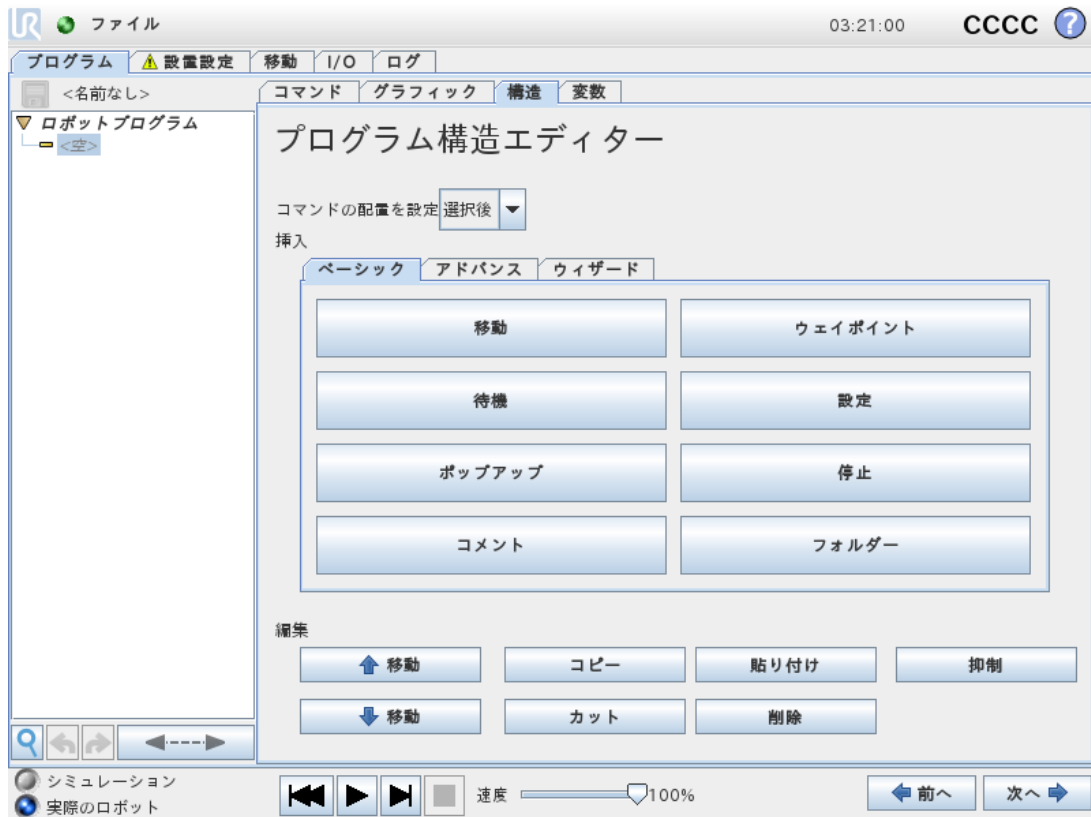 UR ファイル 03:21:00 CCCC ?
プログラム 設置設定 移動 I/O ログ
<名前なし> コマンド グラフィック 構造 変数
ロボットプログラム
<空>
プログラム構造エディター
コマンドの配置を設定 選択後
挿入
ベーシック アドバンス ウィザード
移動 ウェイポイント
待機 設定
ポップアップ 停止
コメント フォルダー
編集
移動 コピー 貼り付け 抑制
移動 カット 削除
シミュレーション
実際のロボット
速度 100%
前へ 次へ